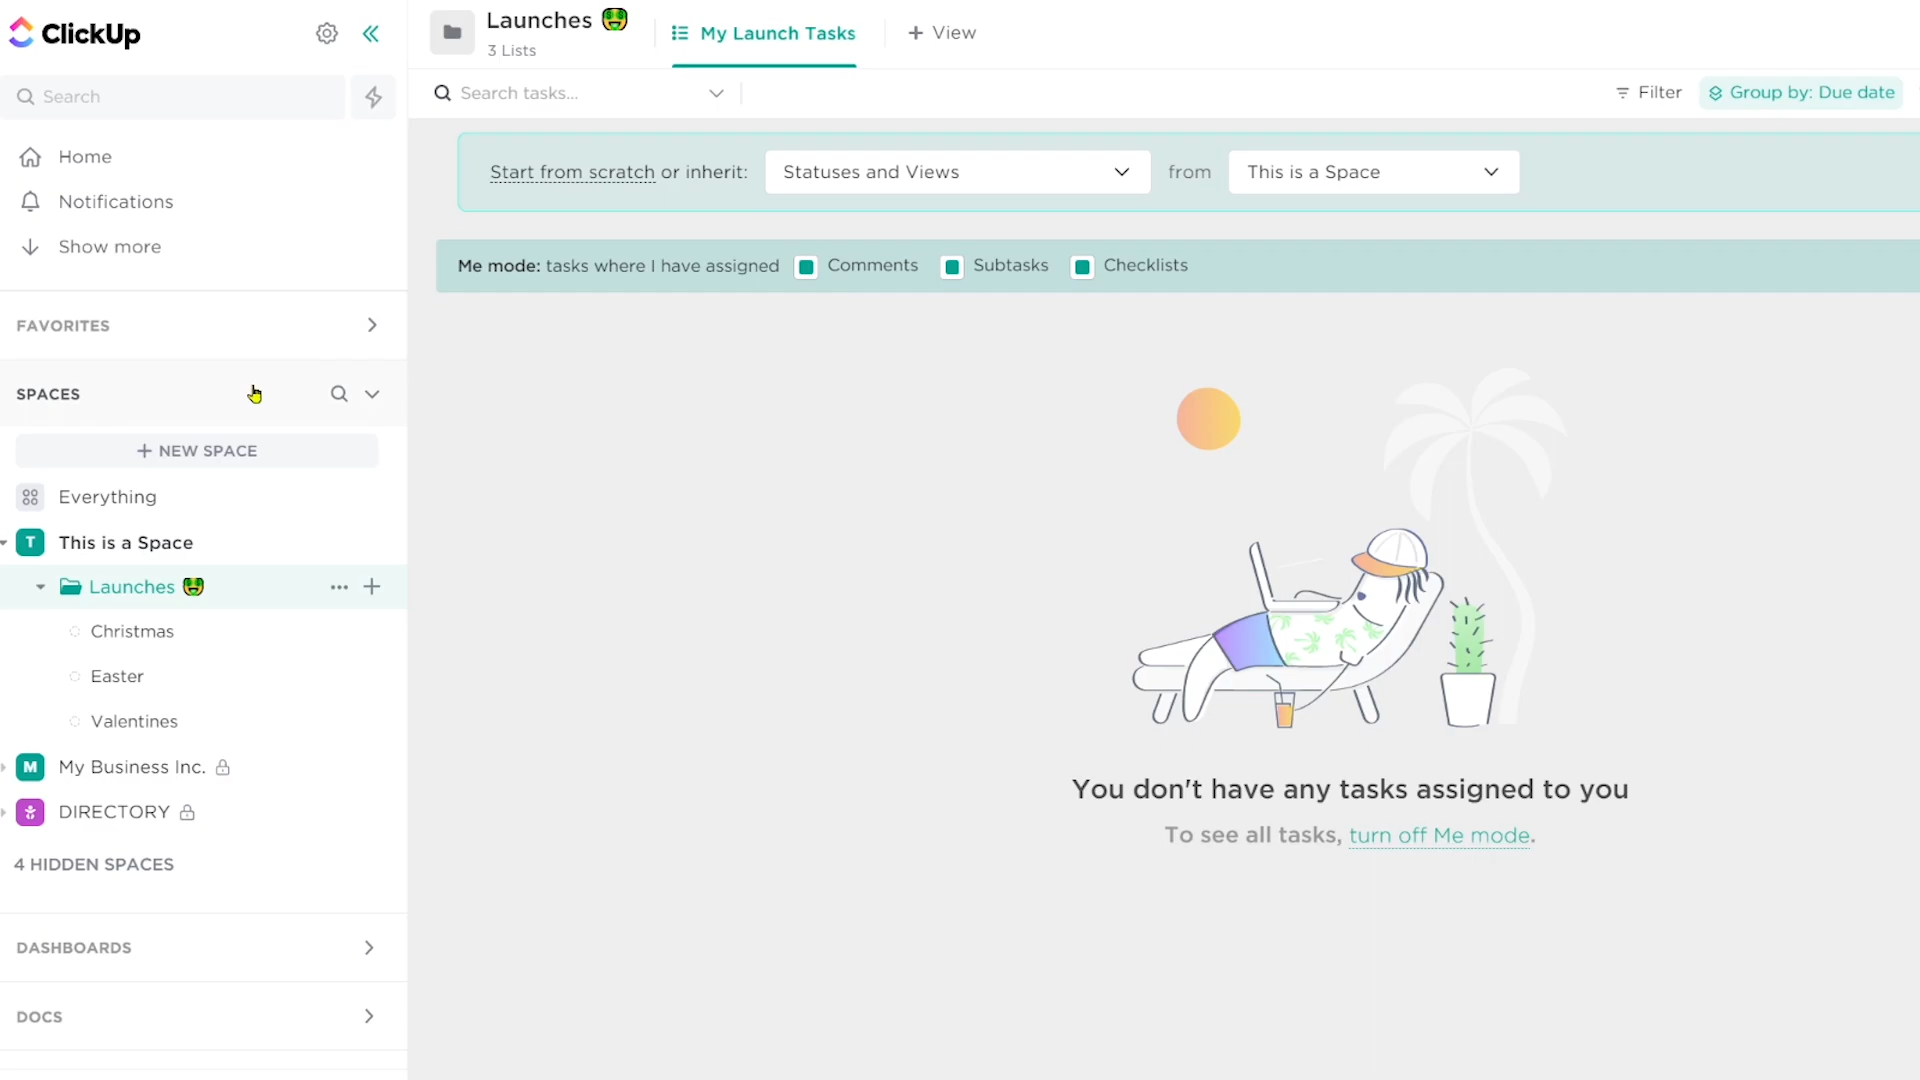 ClickUp
Search
Home
Notifications
Show more
FAVORITES
SPACES
+ NEW SPACE
Everything
T This is a Space
Launches 🤑
Christmas
Easter
Valentines
M My Business Inc.
DIRECTORY
4 HIDDEN SPACES
DASHBOARDS
DOCS
Launches 🤑
3 Lists
My Launch Tasks
+ View
Search tasks...
Filter
Group by: Due date
Start from scratch or inherit: Statuses and Views from This is a Space
Me mode: tasks where I have assigned Comments Subtasks Checklists
You don't have any tasks assigned to you
To see all tasks, turn off Me mode.